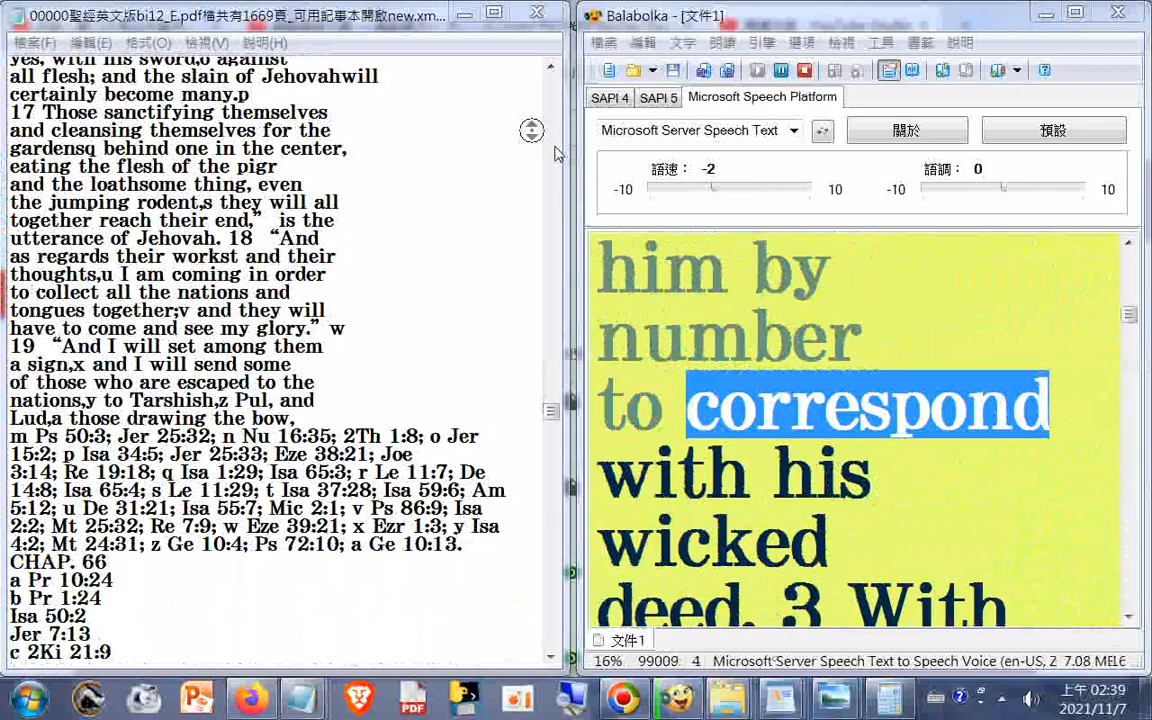 00000聖經英文版bi12_E.pdf檔共有1669頁_可用記事本開啟new.xm...
檔案(F) 編輯(E) 格式(O) 檢視(V) 說明(H)
yes, with his sword,o against
all flesh; and the slain of Jehovahwill
certainly become many.p
17 Those sanctifying themselves
and cleansing themselves for the
gardensq behind one in the center,
eating the flesh of the pigr
and the loathsome thing, even
the jumping rodent,s they will all
together reach their end,” is the
utterance of Jehovah. 18 “And
as regards their workst and their
thoughts,u I am coming in order
to collect all the nations and
tongues together;v and they will
have to come and see my glory.” w
19 “And I will set among them
a sign,x and I will send some
of those who are escaped to the
nations,y to Tarshish,z Pul, and
Lud,a those drawing the bow,
m Ps 50:3; Jer 25:32; n Nu 16:35; 2Th 1:8; o Jer
15:2; p Isa 34:5; Jer 25:33; Eze 38:21; Joe
3:14; Re 19:18; q Isa 1:29; Isa 65:3; r Le 11:7; De
14:8; Isa 65:4; s Le 11:29; t Isa 37:28; Isa 59:6; Am
5:12; u De 31:21; Isa 55:7; Mic 2:1; v Ps 86:9; Isa
2:2; Mt 25:32; Re 7:9; w Eze 39:21; x Ezr 1:3; y Isa
4:2; Mt 24:31; z Ge 10:4; Ps 72:10; a Ge 10:13.
CHAP. 66
a Pr 10:24
b Pr 1:24
Isa 50:2
Jer 7:13
c 2Ki 21:9
Balabolka - [文件1]
檔案 編輯 文字 朗讀 引擎 選項 檢視 工具 書籤 說明
SAPI 4 SAPI 5 Microsoft Speech Platform
Microsoft Server Speech Text 關於 預設
語速： -2 語調： 0
-10 10 -10 10
him by
number
to correspond
with his
wicked
deed. 3 With
文件1
16% 99009: 4 Microsoft Server Speech Text to Speech Voice (en-US, Z 7.08 МБ
上午 02:39
2021/11/7